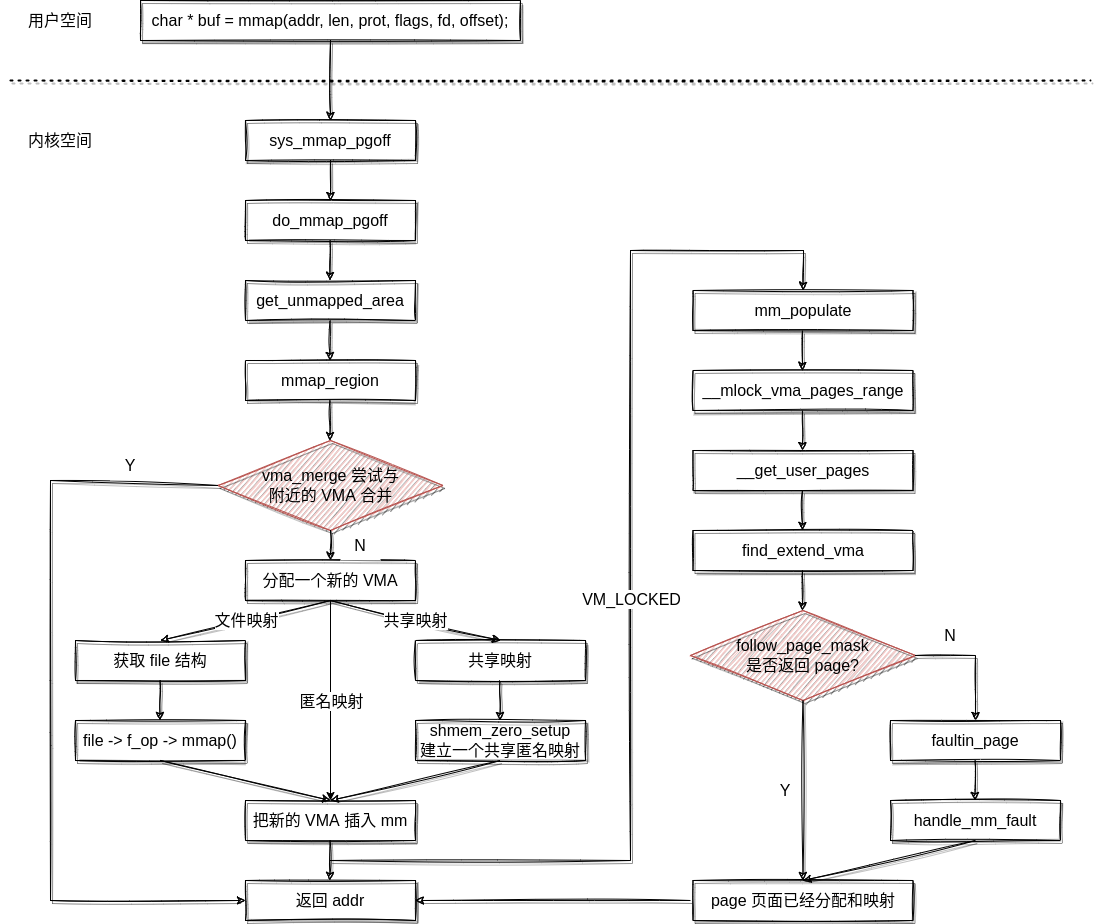 用户空间
char * buf = mmap(addr, len, prot, flags, fd, offset);
内核空间
sys_mmap_pgoff
do_mmap_pgoff
get_unmapped_area
mmap_region
Y
vma_merge 尝试与
附近的 VMA 合并
N
分配一个新的 VMA
文件映射
共享映射
获取 file 结构
共享映射
匿名映射
file -> f_op -> mmap()
shmem_zero_setup
建立一个共享匿名映射
把新的 VMA 插入 mm
返回 addr
VM_LOCKED
mm_populate
__mlock_vma_pages_range
__get_user_pages
find_extend_vma
follow_page_mask
是否返回 page?
N
faultin_page
Y
handle_mm_fault
page 页面已经分配和映射